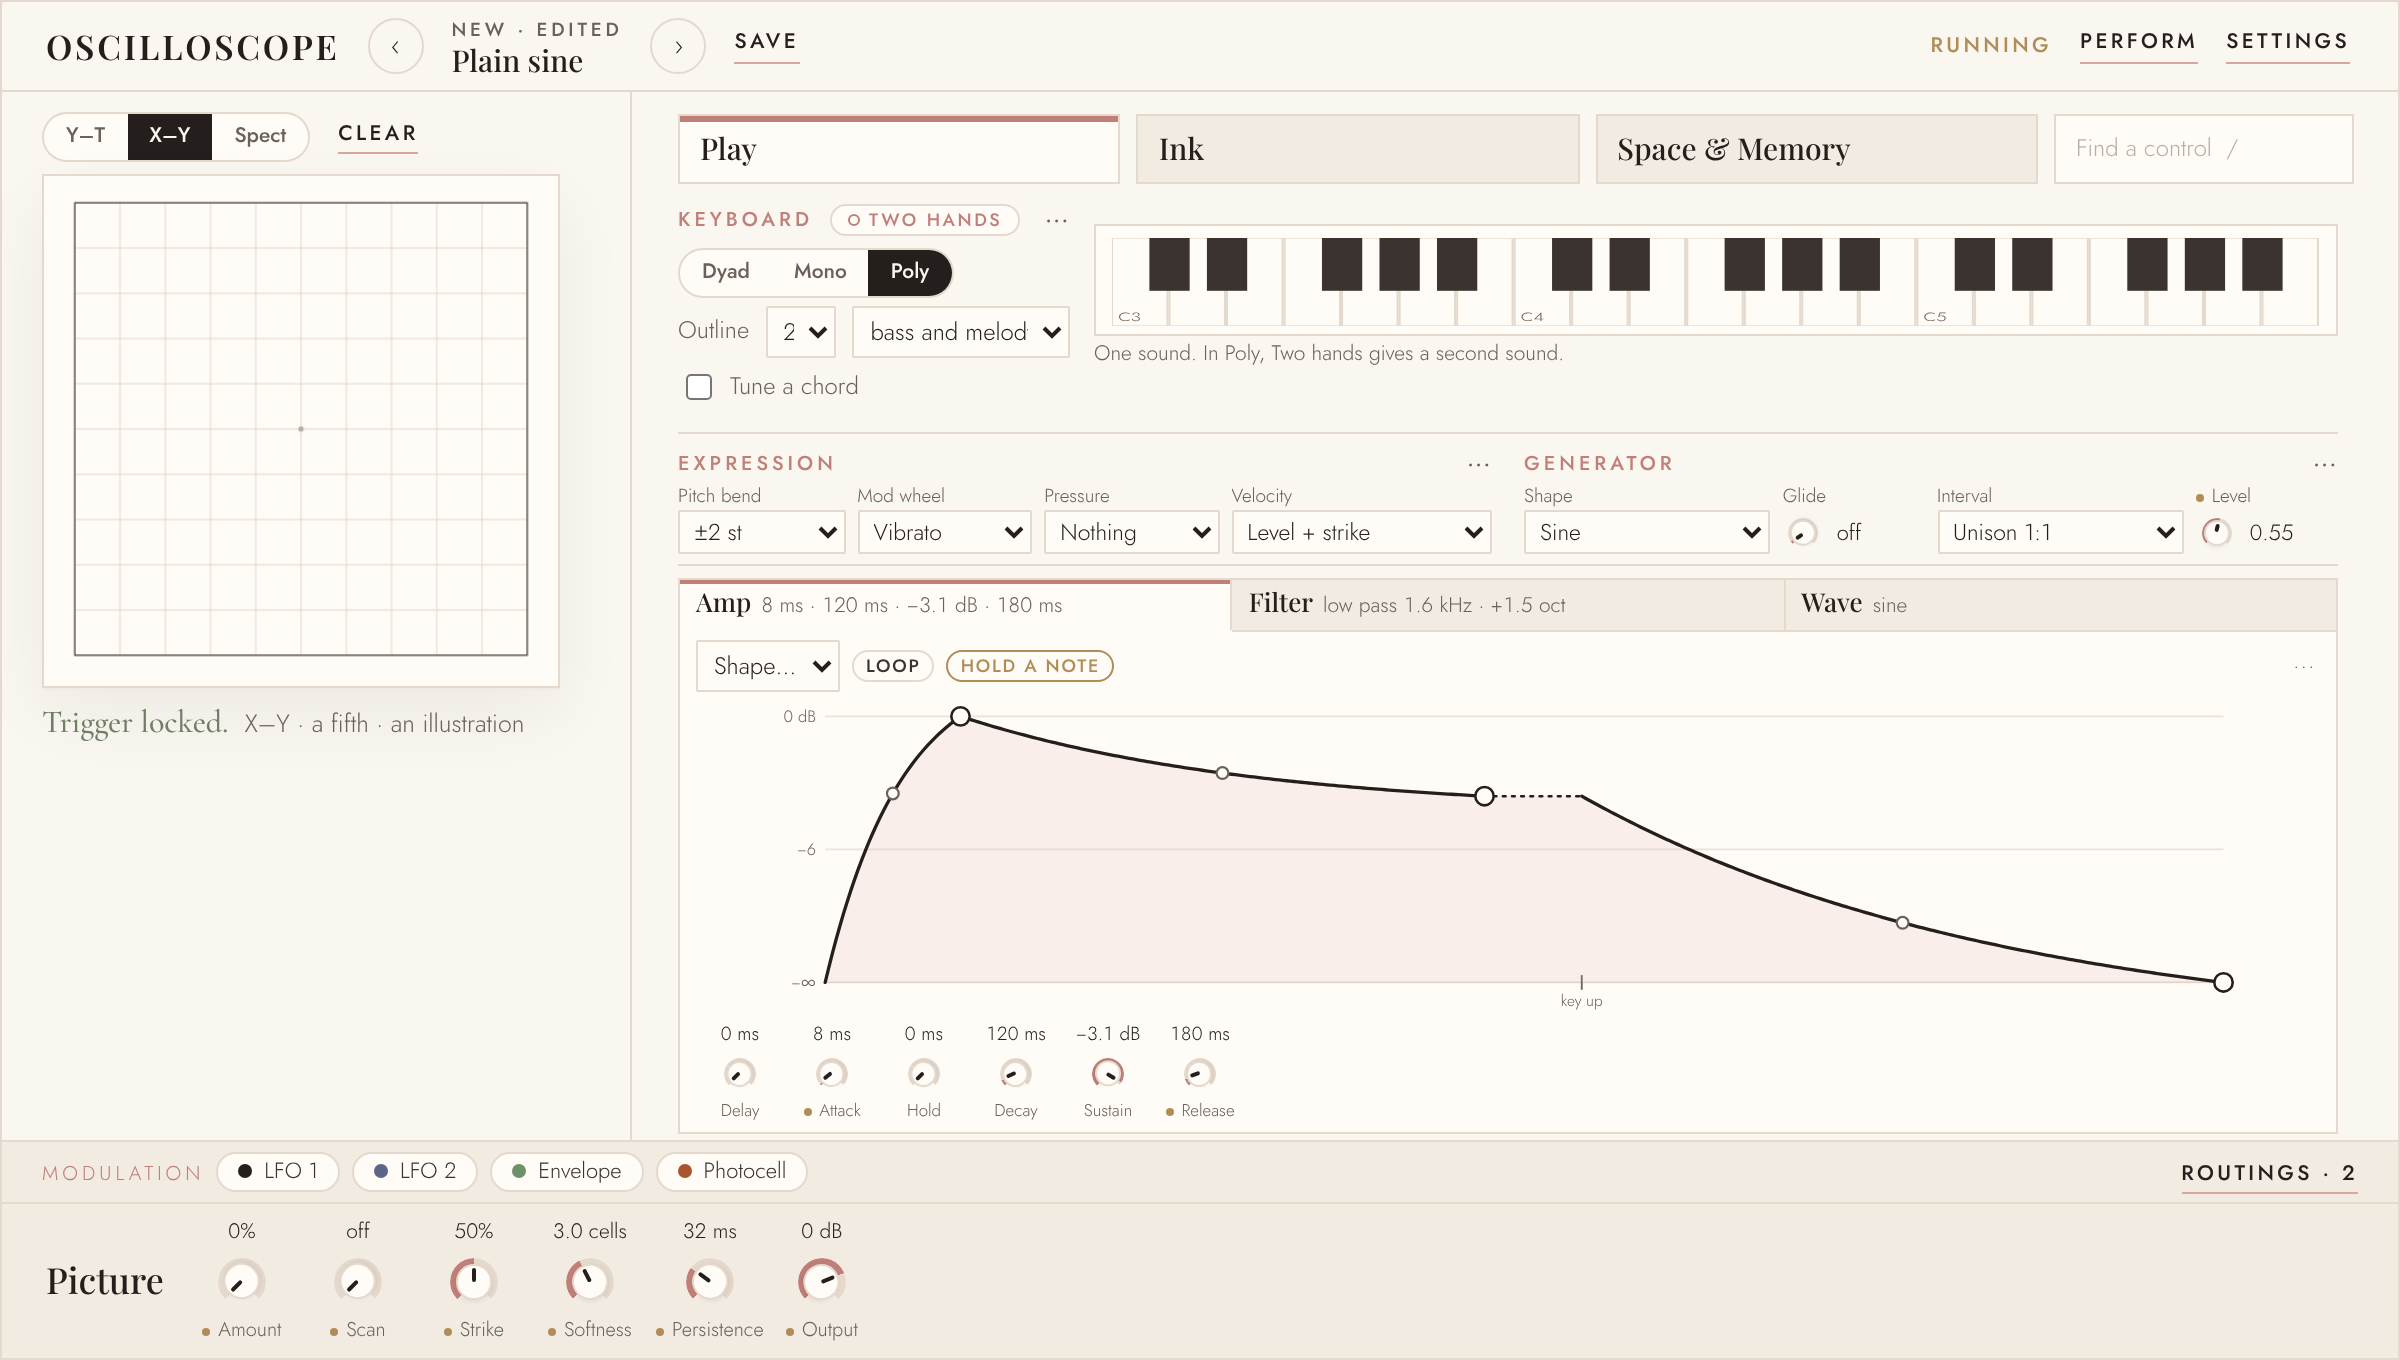 OSCILLOSCOPE
‹
NEW · EDITED
Plain sine
›
SAVE
RUNNING
PERFORM
SETTINGS
Y–T
X–Y
Spect
CLEAR
Trigger locked. X–Y · a fifth · an illustration
Play
Ink
Space & Memory
Find a control /
KEYBOARD
TWO HANDS
...
Dyad
Mono
Poly
Outline
2
bass and melod
Tune a chord
C3
C4
C5
One sound. In Poly, Two hands gives a second sound.
EXPRESSION
...
Pitch bend
Mod wheel
Pressure
Velocity
±2 st
Vibrato
Nothing
Level + strike
GENERATOR
...
Shape
Glide
Interval
Level
Sine
off
Unison 1:1
0.55
Amp 8 ms · 120 ms · −3.1 dB · 180 ms
Filter low pass 1.6 kHz · +1.5 oct
Wave sine
Shape...
LOOP
HOLD A NOTE
...
0 dB
−6
−∞
key up
0 ms
8 ms
0 ms
120 ms
−3.1 dB
180 ms
Delay
Attack
Hold
Decay
Sustain
Release
MODULATION
LFO 1
LFO 2
Envelope
Photocell
ROUTINGS · 2
Picture
0%
off
50%
3.0 cells
32 ms
0 dB
Amount
Scan
Strike
Softness
Persistence
Output